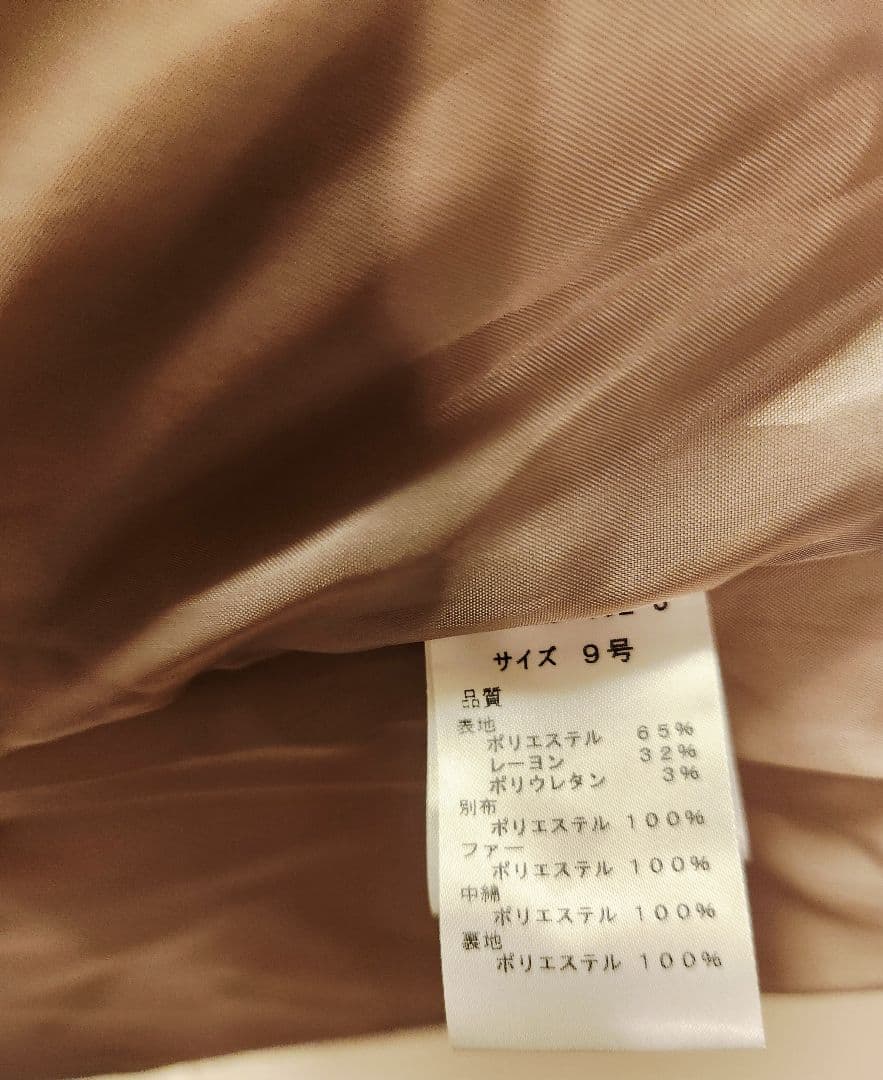 サイズ 9号
品質
表地
ポリエステル 65%
レーヨン 32%
ポリウレタン 3%
別布
ポリエステル 100%
ファー
ポリエステル 100%
中綿
ポリエステル 100%
裏地
ポリエステル 100%